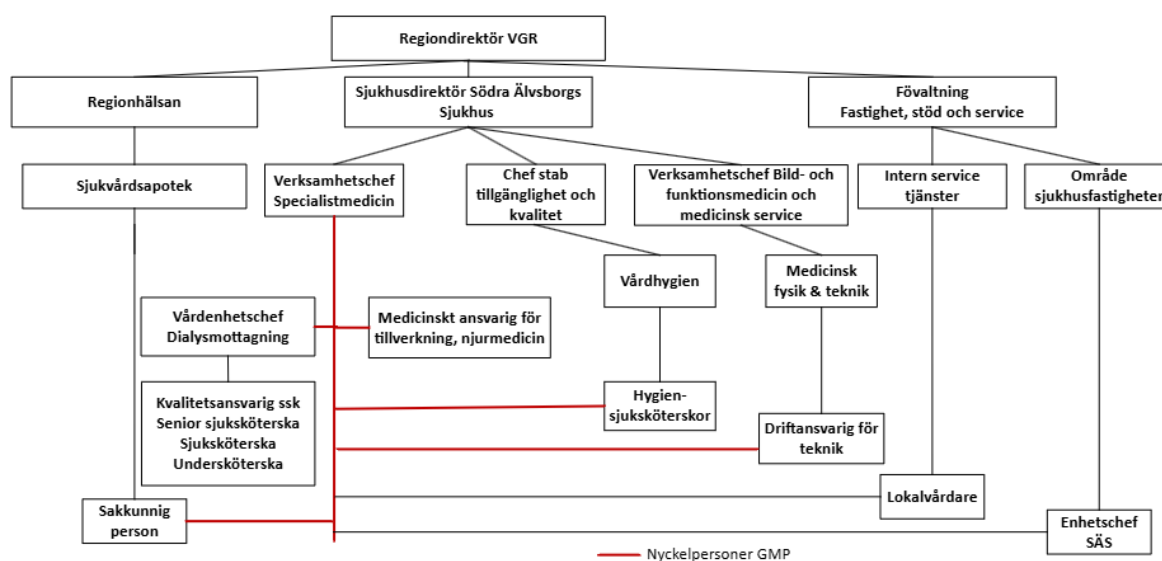 Regiondirektör VGR
Regionhälsan
Sjukhusdirektör Södra Älvsborgs
Sjukhus
Fövaltning
Fastighet, stöd och service
Sjukvårdsapotek
Verksamhetschef
Specialistmedicin
Chef stab
tillgänglighet och
kvalitet
Verksamhetschef Bild- och
funktionsmedicin och
medicinsk service
Intern service
tjänster
Område
sjukhusfastigheter
Vårdhygien
Medicinsk
fysik & teknik
Vårdenhetschef
Dialysmottagning
Medicinskt ansvarig för
tillverkning, njurmedicin
Kvalitetsansvarig ssk
Senior sjuksköterska
Sjuksköterska
Undersköterska
Hygien-
sjuksköterskor
Driftansvarig för
teknik
Lokalvårdare
Sakkunnig
person
Enhetschef
SÄS
Nyckelpersoner GMP